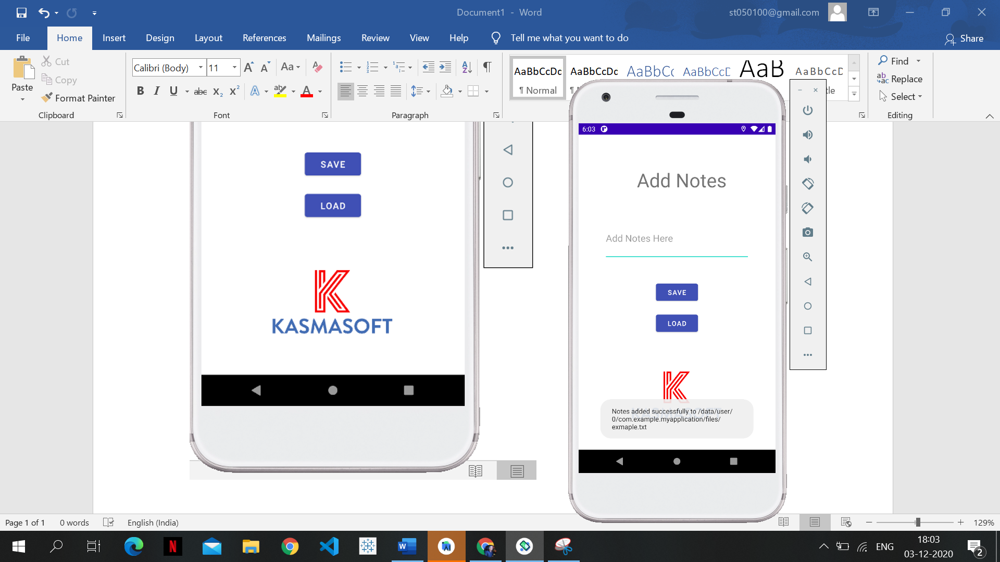 Document1 - Word
st050100@gmail.com
File Home Insert Design Layout References Mailings Review View Help Tell me what you want to do Share
Paste
Cut
Copy
Format Painter
Clipboard
Calibri (Body) 11
Font
Paragraph
AaBbCcDc AaBbCcDc AaBbCc AaBbCcD AaB AaBbCcD
¶ Normal
Find
Replace
Select
Editing
SAVE
LOAD
KASMASOFT
6:03
Add Notes
Add Notes Here
SAVE
LOAD
Notes added successfully to /data/user/
0/com.example.myapplication/files/
exmaple.txt
Page 1 of 1 0 words English (India) 129%
ENG
18:03
03-12-2020
2